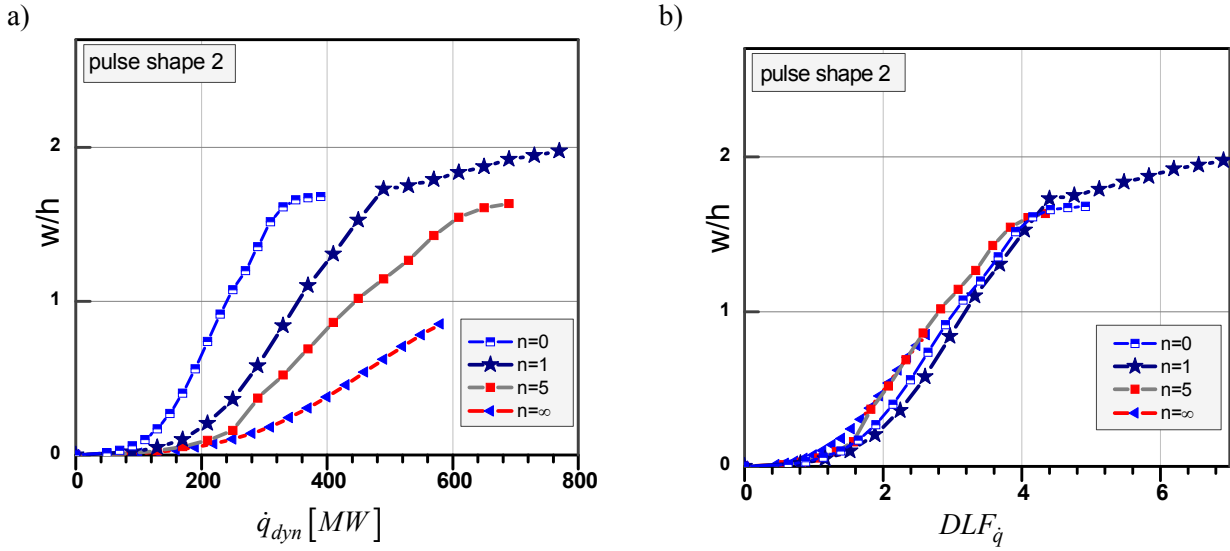 a)
pulse shape 2
w/h
2
1
0
0
200
400
600
800
n=0
n=1
n=5
n=∞
q̇dyn [MW]
b)
pulse shape 2
w/h
2
1
0
0
2
4
6
n=0
n=1
n=5
n=∞
DLFq̇